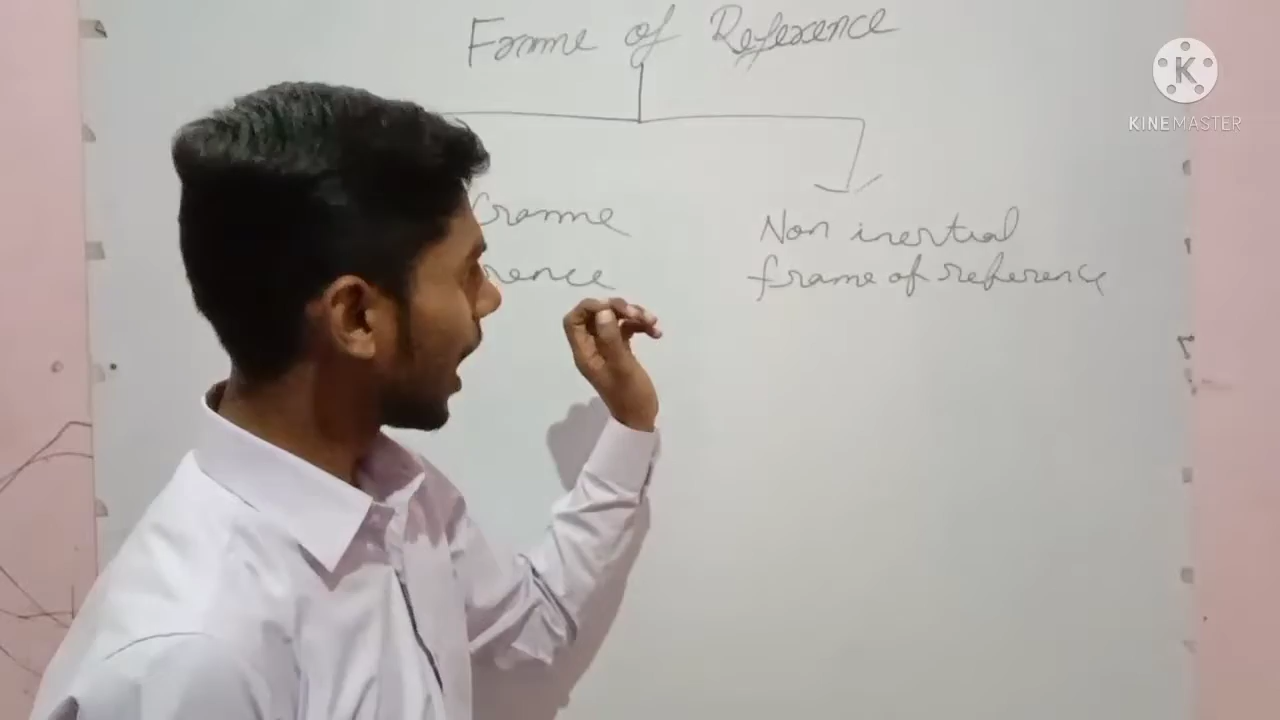 Frame of Reference
K
KINEMASTER
frame
rence
Non inertial
frame of reference